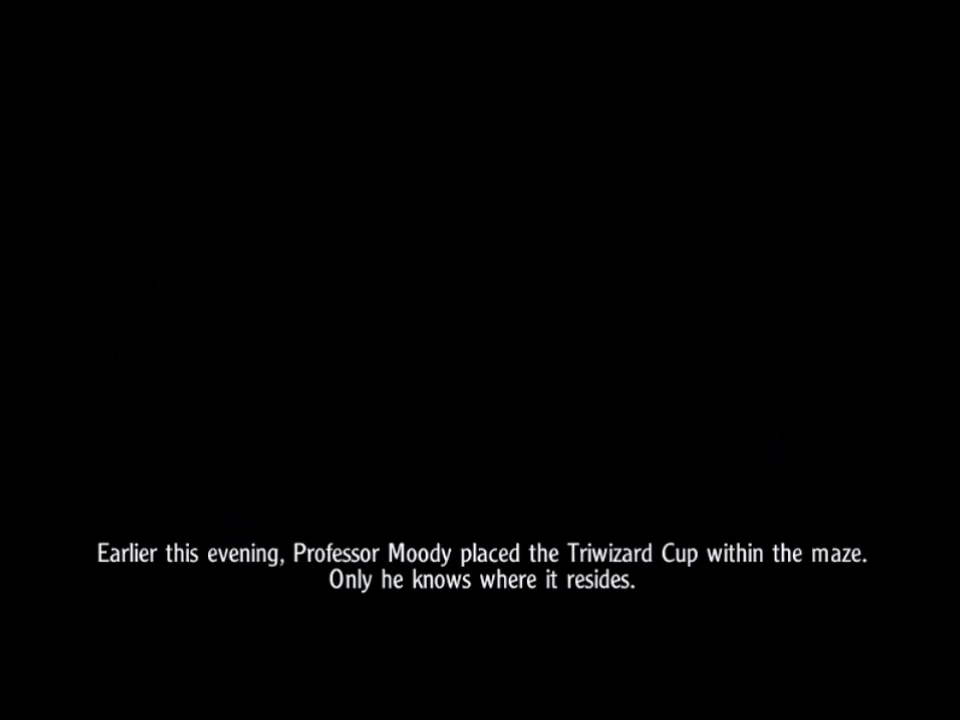 Earlier this evening, Professor Moody placed the Triwizard Cup within the maze.
Only he knows where it resides.